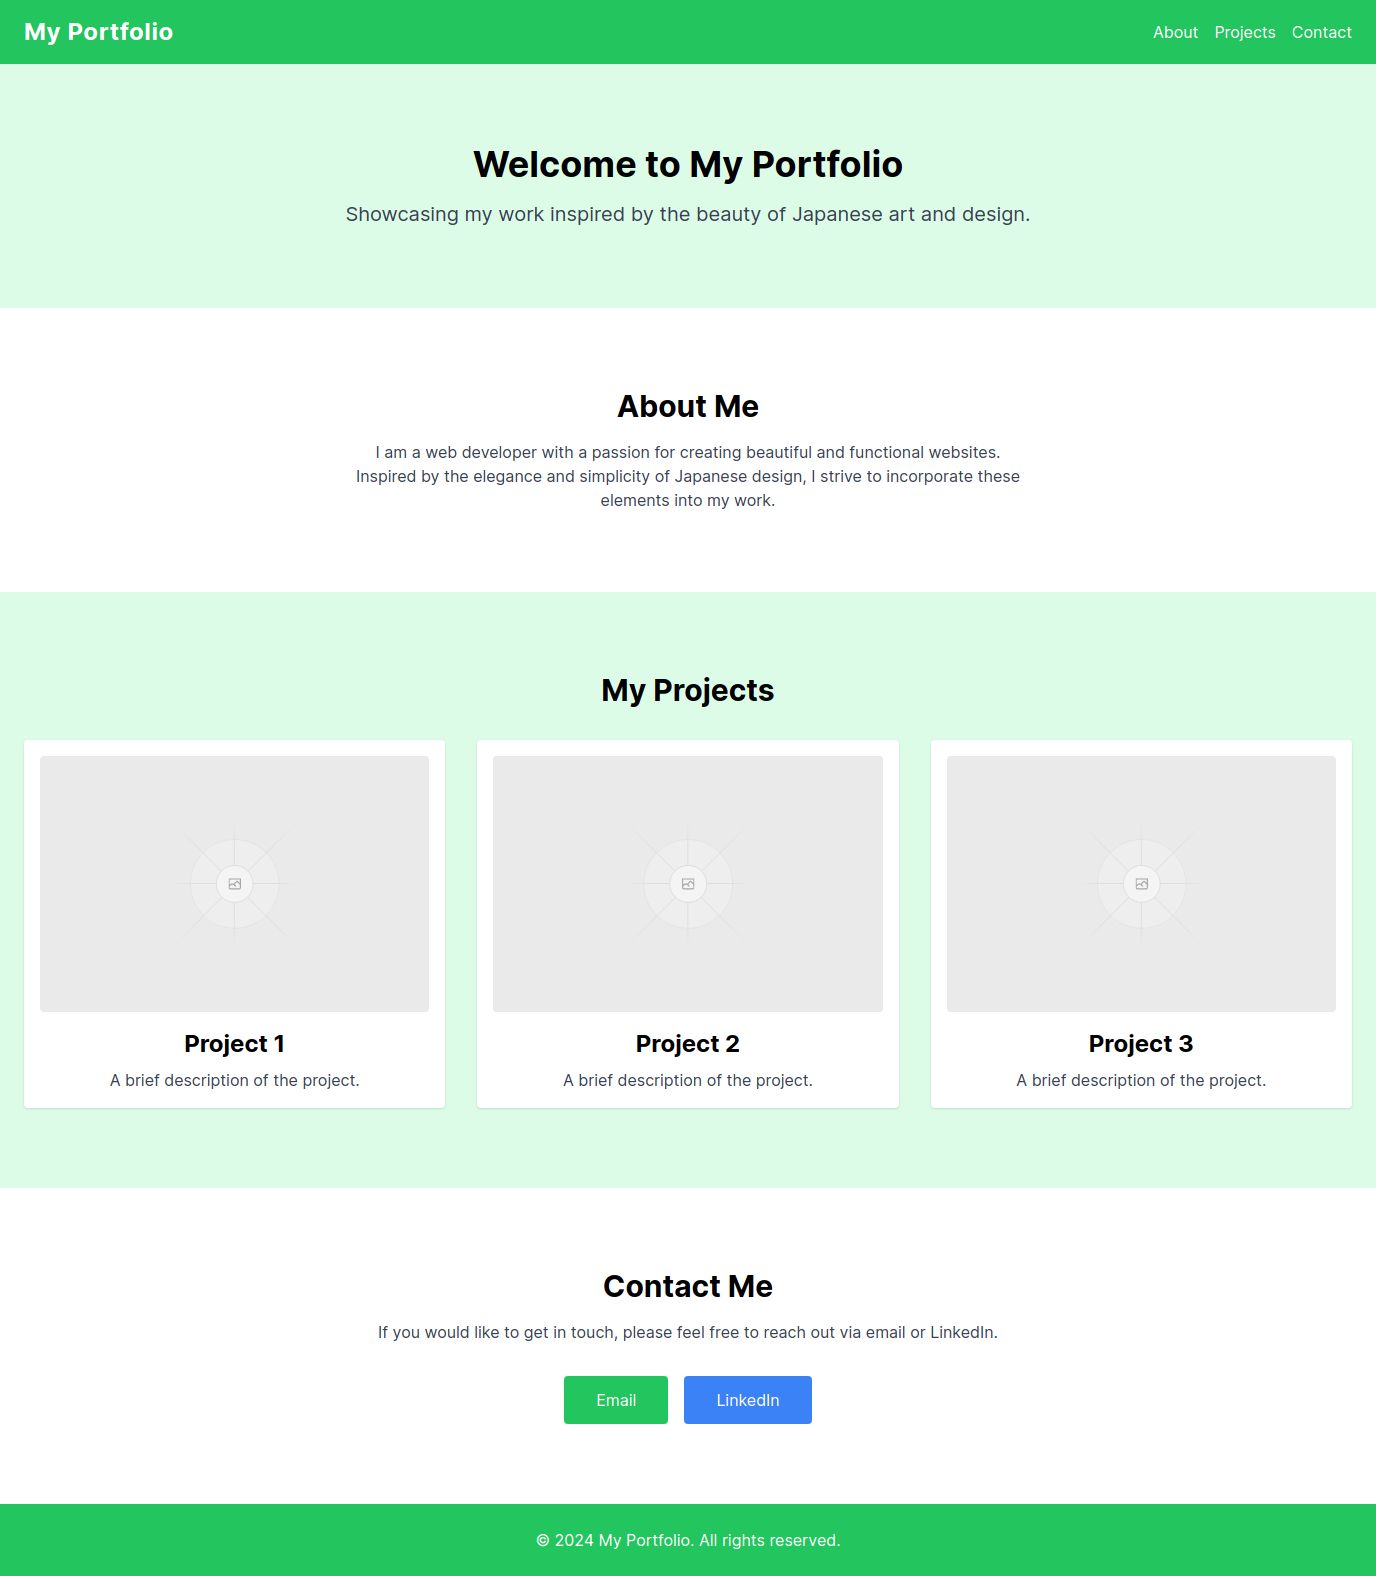 My Portfolio
About Projects Contact
Welcome to My Portfolio
Showcasing my work inspired by the beauty of Japanese art and design.
About Me
I am a web developer with a passion for creating beautiful and functional websites.
Inspired by the elegance and simplicity of Japanese design, I strive to incorporate these
elements into my work.
My Projects
Project 1
A brief description of the project.
Project 2
A brief description of the project.
Project 3
A brief description of the project.
Contact Me
If you would like to get in touch, please feel free to reach out via email or LinkedIn.
Email
LinkedIn
© 2024 My Portfolio. All rights reserved.